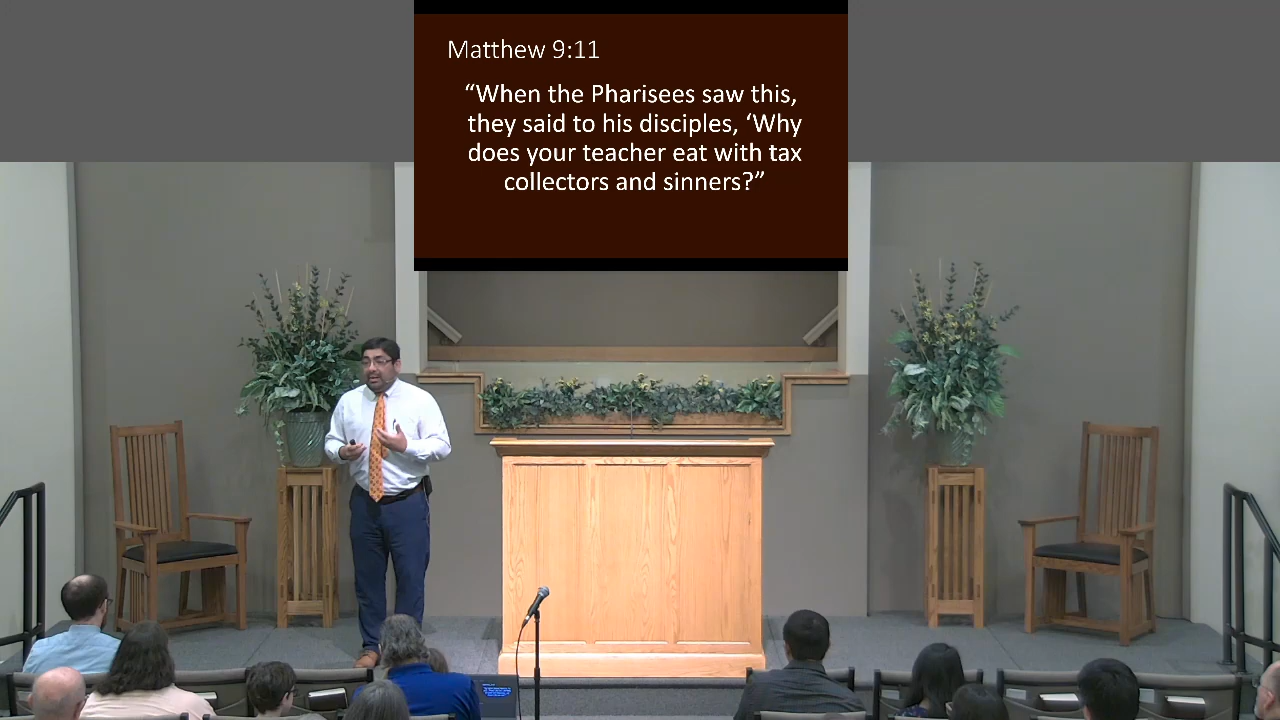 Matthew 9:11
“When the Pharisees saw this,
they said to his disciples, ‘Why
does your teacher eat with tax
collectors and sinners?”